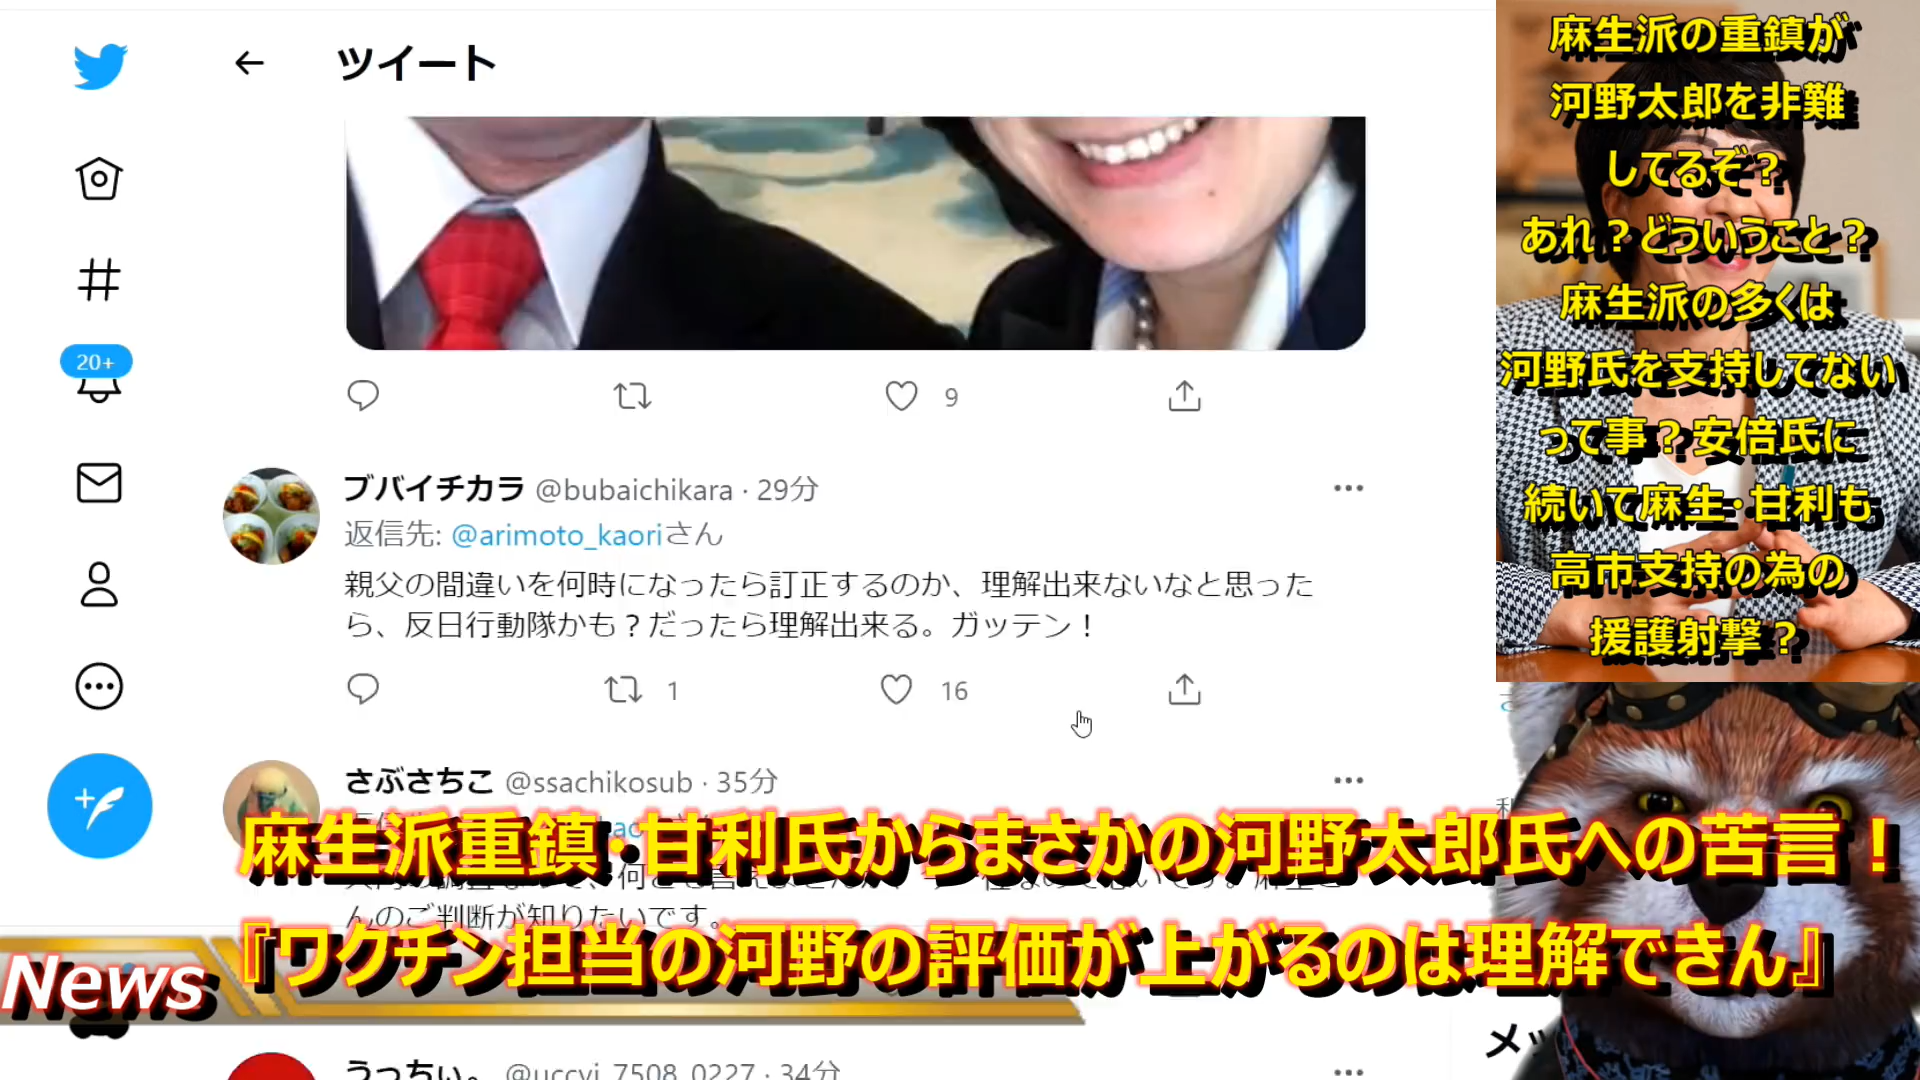 ツイート
9
20+
ブバイチカラ @bubaichikara · 29分
返信先: @arimoto_kaoriさん
親父の間違いを何時になったら訂正するのか、理解出来ないなと思った
ら、反日行動隊かも？だったら理解出来る。ガッテン！
1 16
さぶさちこ @ssachikosub · 35分
んのご判断が知りたいです。
うっちぃ。 @uccyi_7508_0227 · 34分
麻生派の重鎮が
河野太郎を非難
してるぞ？
あれ？どういうこと？
麻生派の多くは
河野氏を支持してない
って事？安倍氏に
続いて麻生・甘利も
高市支持の為の
援護射撃？
麻生派重鎮・甘利氏からまさかの河野太郎氏への苦言！
『ワクチン担当の河野の評価が上がるのは理解できん』
News
メッ